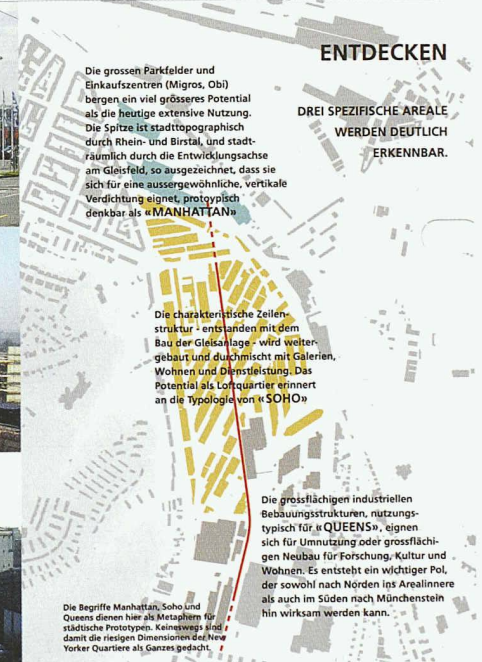 ENTDECKEN
DREI SPEZIFISCHE AREALE
WERDEN DEUTLICH
ERKENNBAR.
Die grossen Parkfelder und
Einkaufszentren (Migros, Obi)
bergen ein viel grösseres Potential
als die heutige extensive Nutzung.
Die Spitze ist stadttopographisch
durch Rhein- und Birstal, und stadt-
räumlich durch die Entwicklungsachse
am Gleisfeld, so ausgezeichnet, dass sie
sich für eine aussergewöhnliche, vertikale
Verdichtung eignet, protoypisch
denkbar als «MANHATTAN»
Die charakteristische Zeilen-
struktur - entstanden mit dem
Bau der Gleisanlage - wird weiter-
gebaut und durchmischt mit Galerien,
Wohnen und Dienstleistung. Das
Potential als Loftquartier erinnert
an die Typologie von «SOHO»
Die grossflächigen industriellen
Bebauungsstrukturen, nutzungs-
typisch für «QUEENS», eignen
sich für Umnutzung oder grossflächi-
gen Neubau für Forschung, Kultur und
Wohnen. Es entsteht ein wichtiger Pol,
der sowohl nach Norden ins Arealinnere
als auch im Süden nach Münchenstein
hin wirksam werden kann.
Die Begriffe Manhattan, Soho und
Queens dienen hier als Metaphern für
städtische Prototypen. Keineswegs sind
damit die riesigen Dimensionen der New
Yorker Quartiere als Ganzes gedacht.